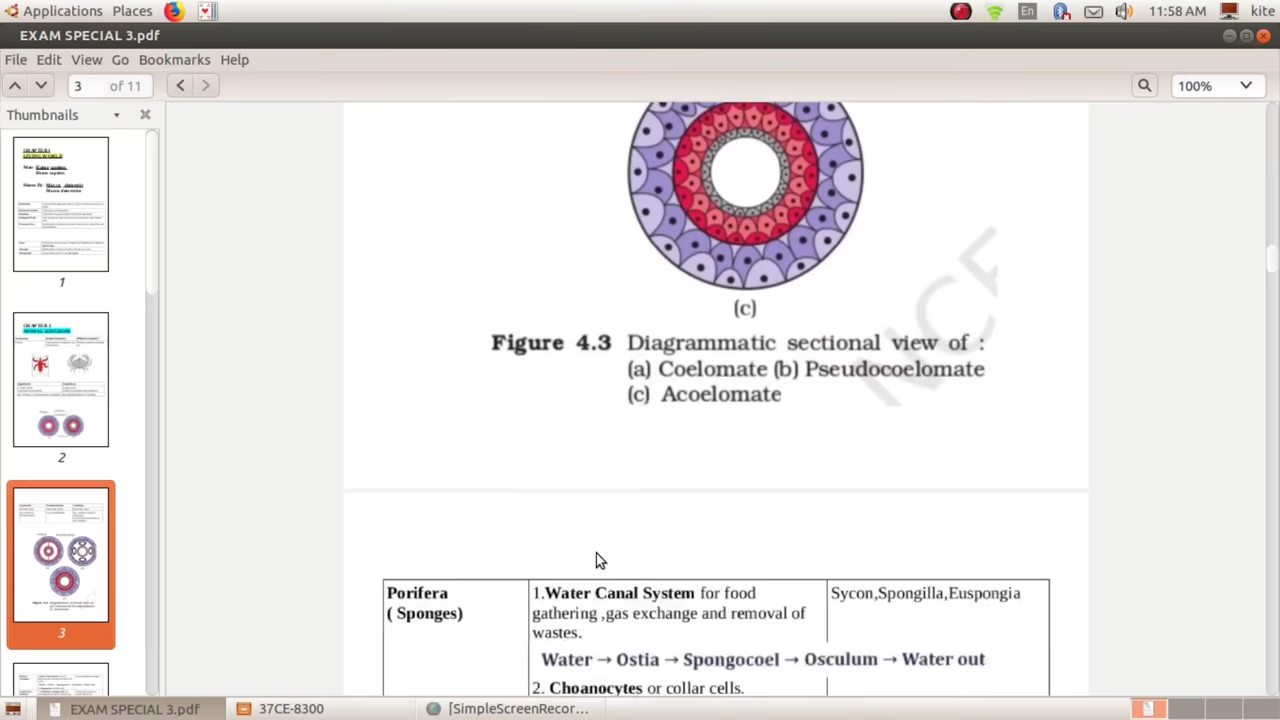 Applications Places En 11:58 AM kite
EXAM SPECIAL 3.pdf
File Edit View Go Bookmarks Help
3 of 11 100%
Thumbnails
CHAPTER 2
1
2
3
(c)
Figure 4.3 Diagrammatic sectional view of :
(a) Coelomate (b) Pseudocoelomate
(c) Acoelomate
Porifera
( Sponges)
1.Water Canal System for food
gathering ,gas exchange and removal of
wastes.
Water → Ostia → Spongocoel → Osculum → Water out
2. Choanocytes or collar cells.
Sycon,Spongilla,Euspongia
EXAM SPECIAL 3.pdf 37CE-8300 [SimpleScreenRecor...